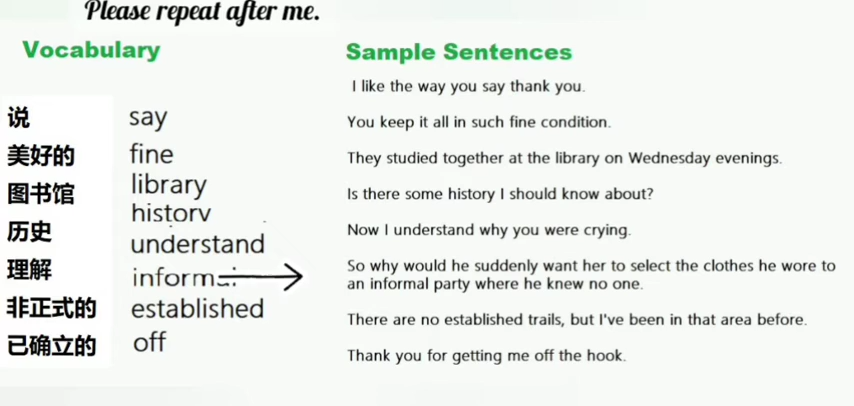 Please repeat after me.
Vocabulary
Sample Sentences
说
美好的
图书馆
历史
理解
非正式的
已确立的
say
fine
library
history
understand
informal
established
off
I like the way you say thank you.
You keep it all in such fine condition.
They studied together at the library on Wednesday evenings.
Is there some history I should know about?
Now I understand why you were crying.
So why would he suddenly want her to select the clothes he wore to
an informal party where he knew no one.
There are no established trails, but I've been in that area before.
Thank you for getting me off the hook.